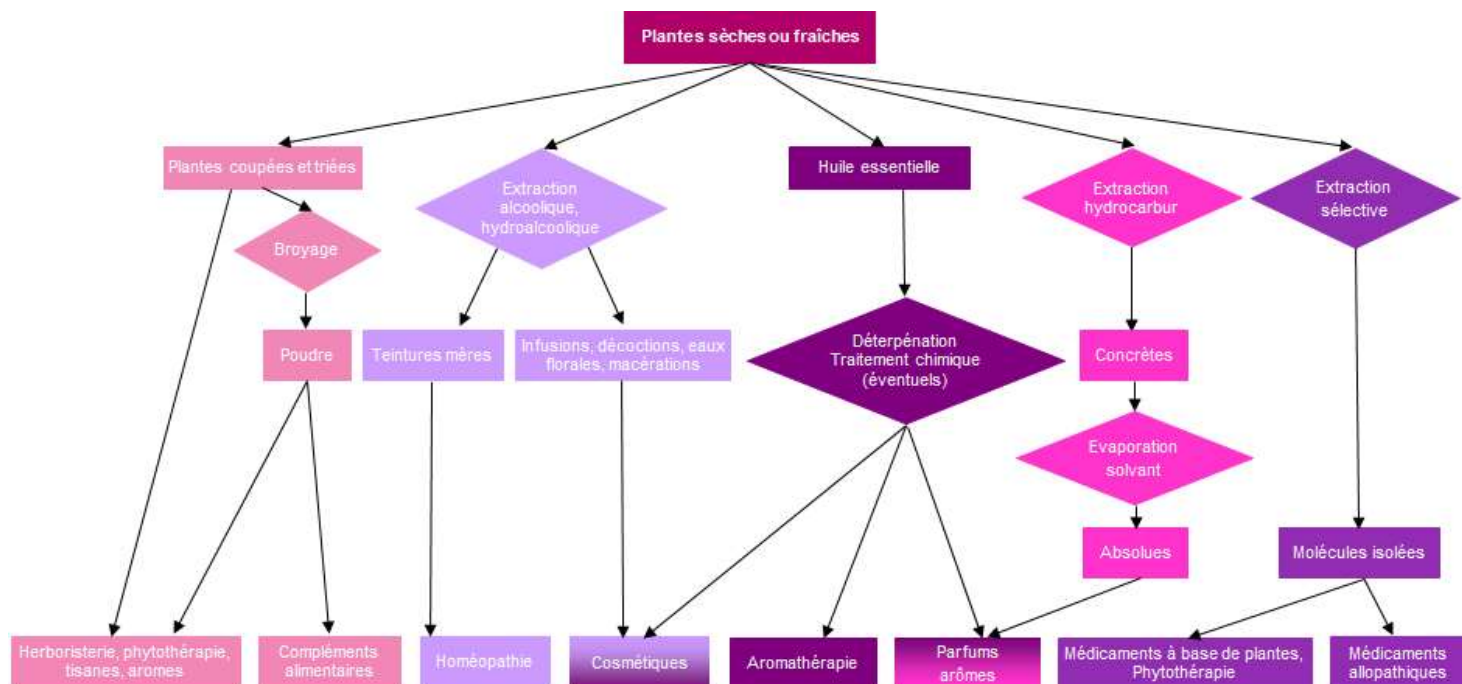 Plantes sèches ou fraîches
Plantes coupées et triées
Extraction
alcoolique,
hydroalcoolique
Huile essentielle
Extraction
hydrocarbur
Extraction
sélective
Broyage
Poudre
Teintures mères
Infusions, décoctions, eaux
florales, macérations
Déterpénation
Traitement chimique
(éventuels)
Concrètes
Evaporation
solvant
Absolues
Molécules isolées
Herboristerie, phytothérapie,
tisanes, aromes
Compléments
alimentaires
Homéopathie
Cosmétiques
Aromathérapie
Parfums
arômes
Médicaments à base de plantes,
Phytothérapie
Médicaments
allopathiques